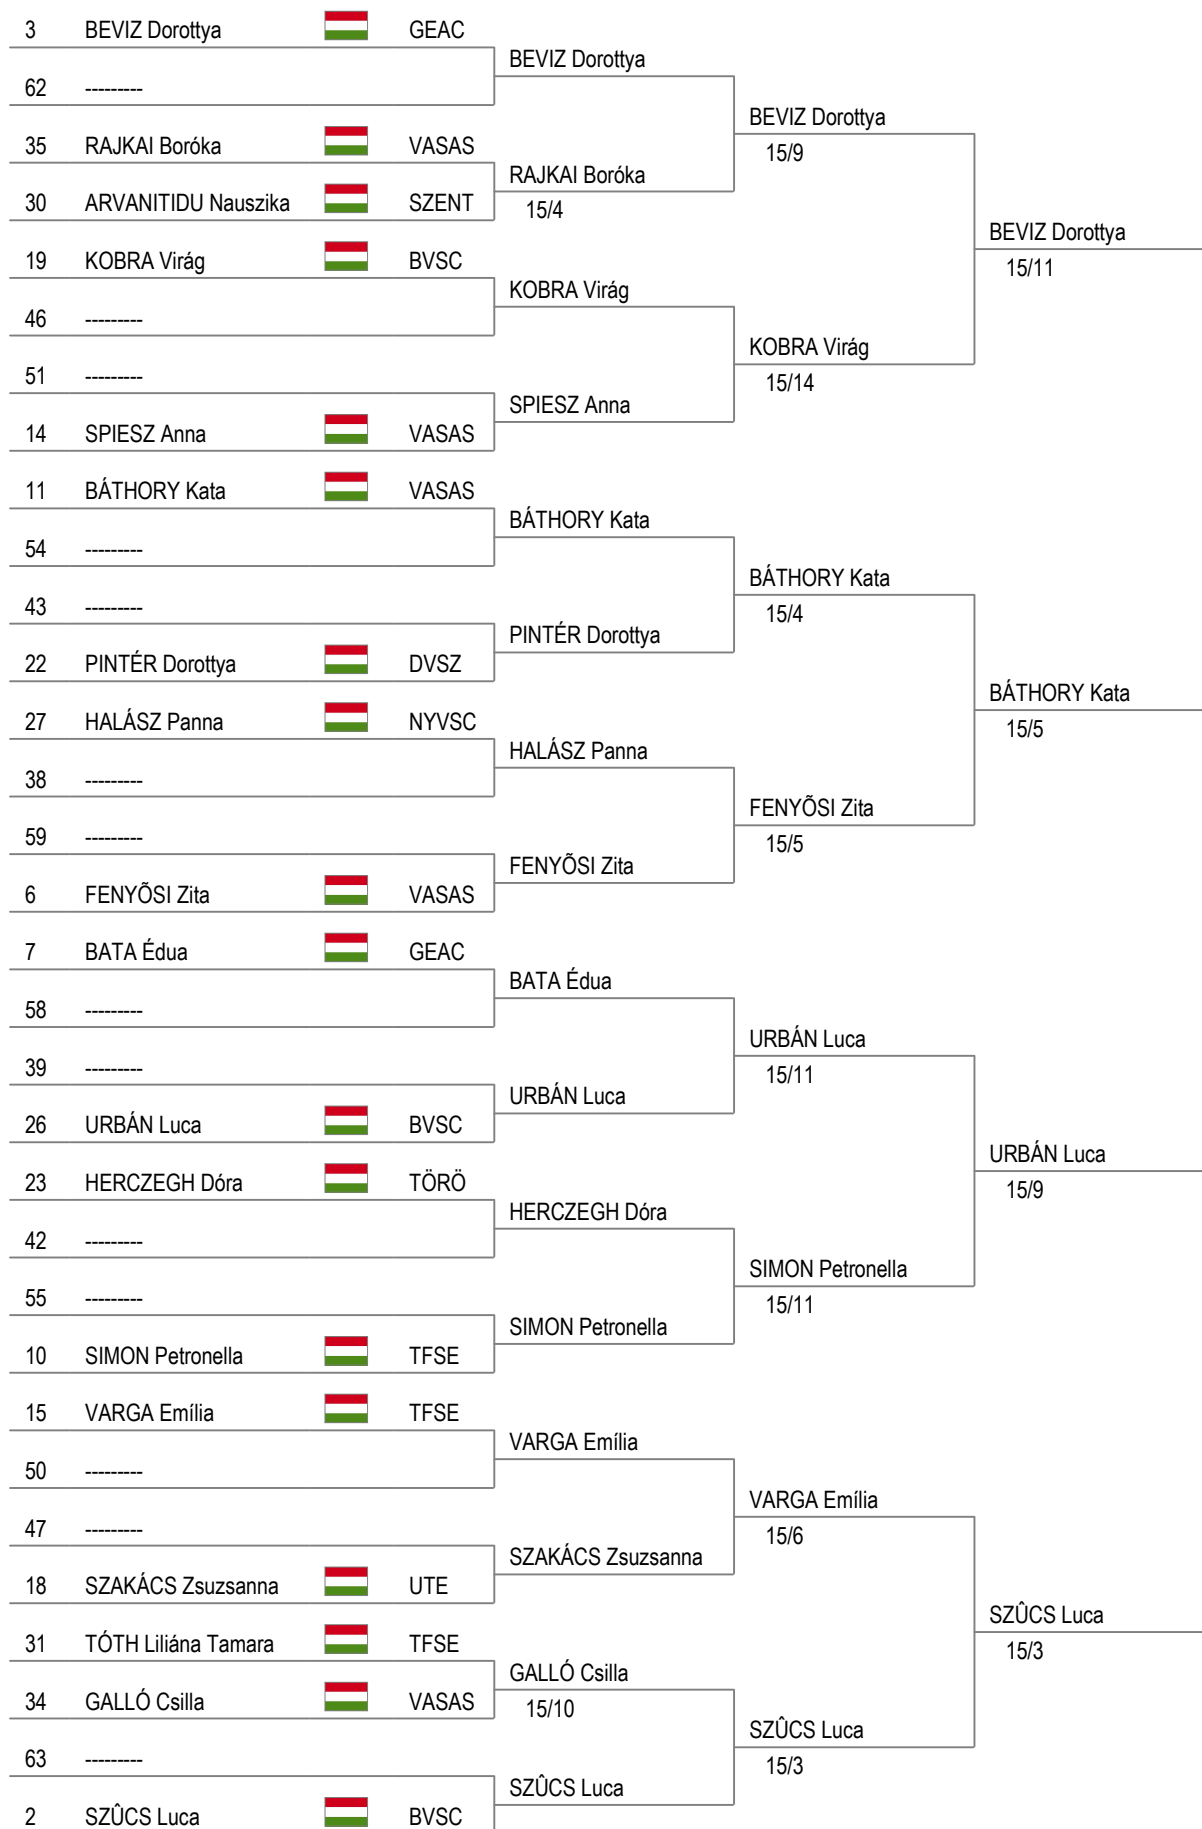 3 BEVIZ Dorottya GEAC
BEVIZ Dorottya
62 ---------
BEVIZ Dorottya
35 RAJKAI Boróka VASAS
15/9
RAJKAI Boróka
30 ARVANITIDU Nauszika SZENT
15/4
BEVIZ Dorottya
19 KOBRA Virág BVSC
15/11
KOBRA Virág
46 ---------
KOBRA Virág
51 ---------
15/14
SPIESZ Anna
14 SPIESZ Anna VASAS
11 BÁTHORY Kata VASAS
BÁTHORY Kata
54 ---------
BÁTHORY Kata
43 ---------
15/4
PINTÉR Dorottya
22 PINTÉR Dorottya DVSZ
BÁTHORY Kata
27 HALÁSZ Panna NYVSC
15/5
HALÁSZ Panna
38 ---------
FENYÕSI Zita
59 ---------
15/5
FENYÕSI Zita
6 FENYÕSI Zita VASAS
7 BATA Édua GEAC
BATA Édua
58 ---------
URBÁN Luca
39 ---------
15/11
URBÁN Luca
26 URBÁN Luca BVSC
URBÁN Luca
23 HERCZEGH Dóra TÖRÖ
15/9
HERCZEGH Dóra
42 ---------
SIMON Petronella
55 ---------
15/11
SIMON Petronella
10 SIMON Petronella TFSE
15 VARGA Emília TFSE
VARGA Emília
50 ---------
VARGA Emília
47 ---------
15/6
SZAKÁCS Zsuzsanna
18 SZAKÁCS Zsuzsanna UTE
SZÛCS Luca
31 TÓTH Liliána Tamara TFSE
15/3
GALLÓ Csilla
34 GALLÓ Csilla VASAS
15/10
SZÛCS Luca
63 ---------
15/3
SZÛCS Luca
2 SZÛCS Luca BVSC